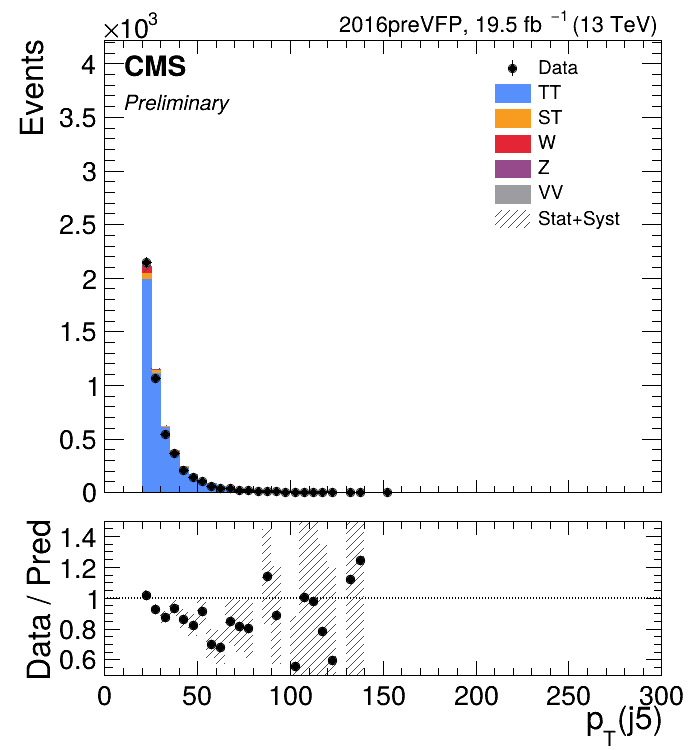 ×10³ 2016preVFP, 19.5 fb ⁻¹ (13 TeV)
Events
CMS
Preliminary
Data
TT
ST
W
Z
VV
Stat+Syst
4
3.5
3
2.5
2
1.5
1
0.5
0
Data / Pred
1.4
1.2
1
0.8
0.6
0 50 100 150 200 250 300
p_T(j5)